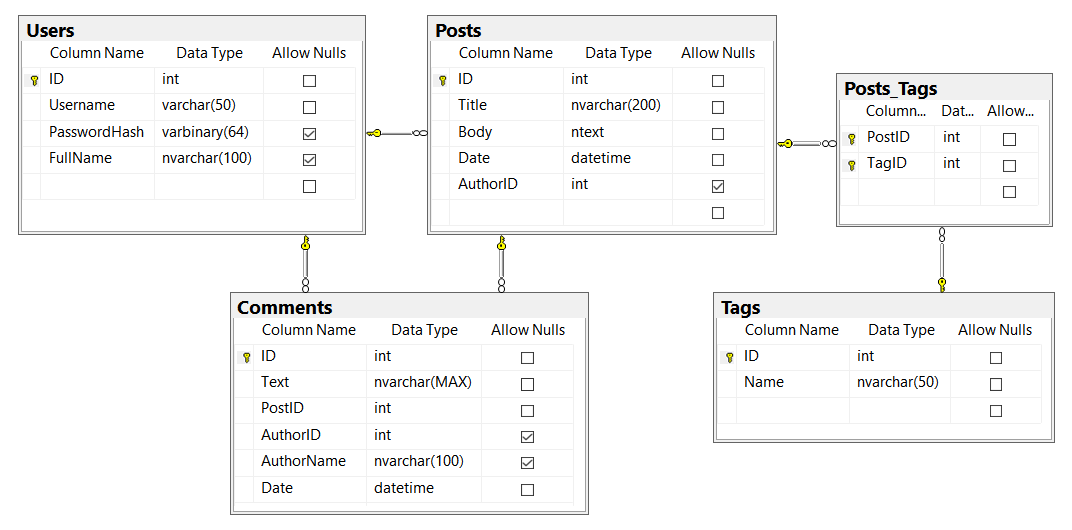 Users
Column Name Data Type Allow Nulls
ID int
Username varchar(50)
PasswordHash varbinary(64)
FullName nvarchar(100)
Posts
Column Name Data Type Allow Nulls
ID int
Title nvarchar(200)
Body ntext
Date datetime
AuthorID int
Posts_Tags
Column... Dat... Allow...
PostID int
TagID int
Comments
Column Name Data Type Allow Nulls
ID int
Text nvarchar(MAX)
PostID int
AuthorID int
AuthorName nvarchar(100)
Date datetime
Tags
Column Name Data Type Allow Nulls
ID int
Name nvarchar(50)